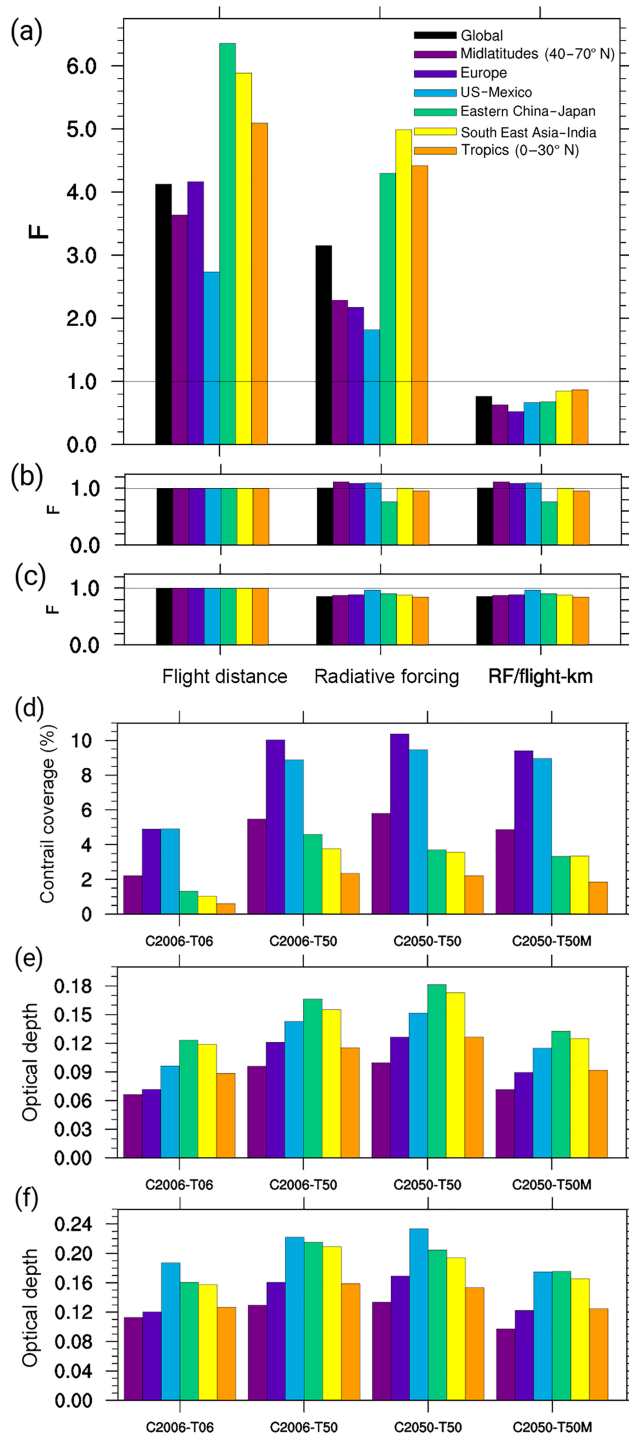 (a)
Global
Midlatitudes (40–70° N)
Europe
US–Mexico
Eastern China–Japan
South East Asia–India
Tropics (0–30° N)
6.0
5.0
4.0
3.0
2.0
1.0
0.0
F
(b)
1.0
0.0
F
(c)
1.0
0.0
F
Flight distance
Radiative forcing
RF/flight-km
(d)
Contrail coverage (%)
10
8
6
4
2
0
C2006-T06
C2006-T50
C2050-T50
C2050-T50M
(e)
Optical depth
0.18
0.15
0.12
0.09
0.06
0.03
0.00
C2006-T06
C2006-T50
C2050-T50
C2050-T50M
(f)
Optical depth
0.24
0.20
0.16
0.12
0.08
0.04
0.00
C2006-T06
C2006-T50
C2050-T50
C2050-T50M